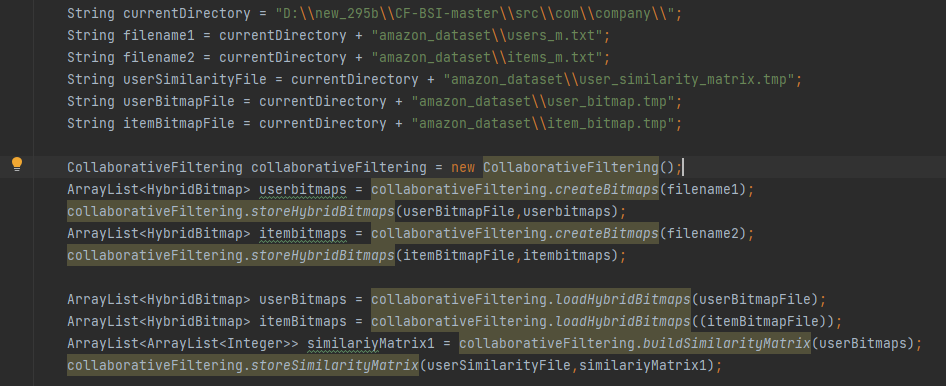 String currentDirectory = "D:\\new_295b\\CF-BSI-master\\src\\com\\company\\";
String filename1 = currentDirectory + "amazon_dataset\\users_m.txt";
String filename2 = currentDirectory + "amazon_dataset\\items_m.txt";
String userSimilarityFile = currentDirectory + "amazon_dataset\\user_similarity_matrix.tmp";
String userBitmapFile = currentDirectory + "amazon_dataset\\user_bitmap.tmp";
String itemBitmapFile = currentDirectory + "amazon_dataset\\item_bitmap.tmp";
CollaborativeFiltering collaborativeFiltering = new CollaborativeFiltering();
ArrayList<HybridBitmap> userbitmaps = collaborativeFiltering.createBitmaps(filename1);
collaborativeFiltering.storeHybridBitmaps(userBitmapFile,userbitmaps);
ArrayList<HybridBitmap> itembitmaps = collaborativeFiltering.createBitmaps(filename2);
collaborativeFiltering.storeHybridBitmaps(itemBitmapFile,itembitmaps);
ArrayList<HybridBitmap> userBitmaps = collaborativeFiltering.loadHybridBitmaps(userBitmapFile);
ArrayList<HybridBitmap> itemBitmaps = collaborativeFiltering.loadHybridBitmaps((itemBitmapFile));
ArrayList<ArrayList<Integer>> similariyMatrix1 = collaborativeFiltering.buildSimilarityMatrix(userBitmaps);
collaborativeFiltering.storeSimilarityMatrix(userSimilarityFile,similariyMatrix1);